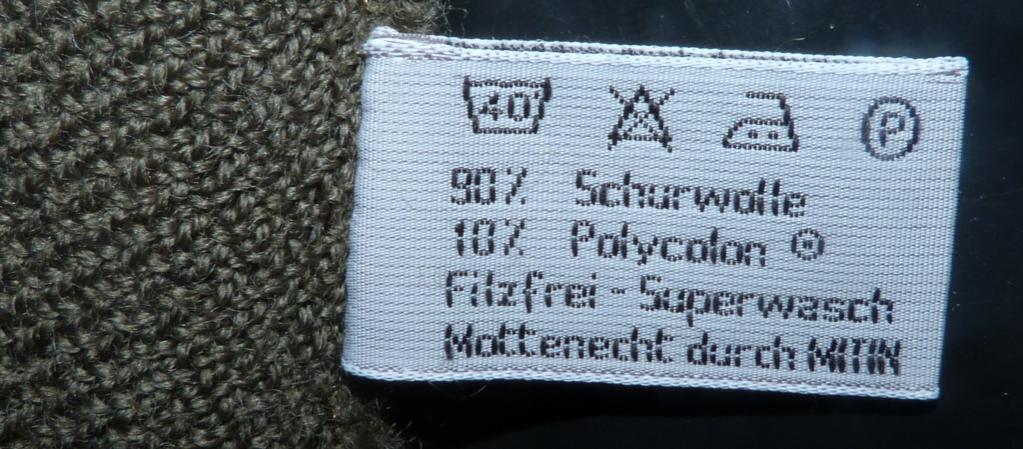 40°
P
90% Schurwolle
10% Polycolon ®
Filzfrei - Superwasch
Mottenecht durch MITIN